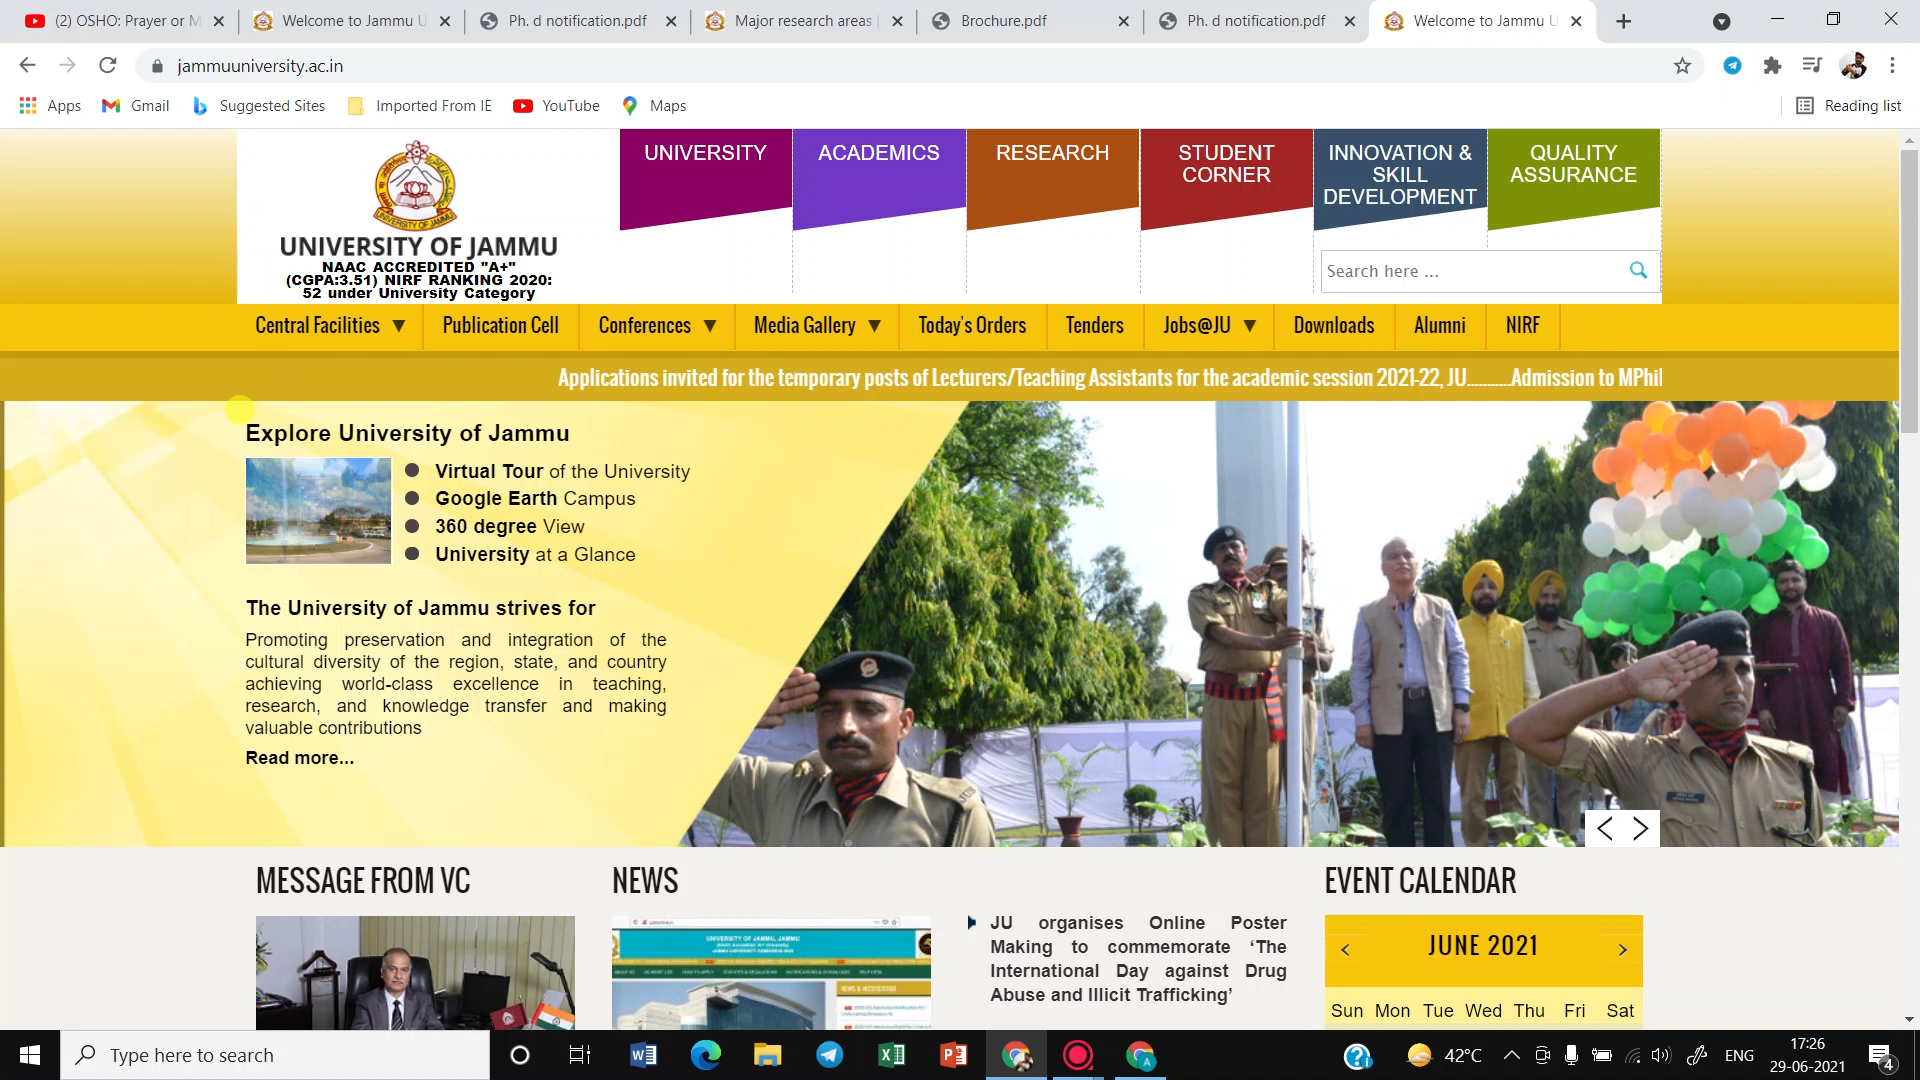 (2) OSHO: Prayer or M
Welcome to Jammu U
Ph. d notification.pdf
Major research areas
Brochure.pdf
Ph. d notification.pdf
Welcome to Jammu U
jammuuniversity.ac.in
Apps
Gmail
Suggested Sites
Imported From IE
YouTube
Maps
Reading list
UNIVERSITY OF JAMMU
UNIVERSITY OF JAMMU
NAAC ACCREDITED "A+"
(CGPA:3.51) NIRF RANKING 2020:
52 under University Category
UNIVERSITY
ACADEMICS
RESEARCH
STUDENT
CORNER
INNOVATION &
SKILL
DEVELOPMENT
QUALITY
ASSURANCE
Search here ...
Central Facilities
Publication Cell
Conferences
Media Gallery
Today's Orders
Tenders
Jobs@JU
Downloads
Alumni
NIRF
Applications invited for the temporary posts of Lecturers/Teaching Assistants for the academic session 2021-22, JU...........Admission to MPhil
Explore University of Jammu
Virtual Tour of the University
Google Earth Campus
360 degree View
University at a Glance
The University of Jammu strives for
Promoting preservation and integration of the
cultural diversity of the region, state, and country
achieving world-class excellence in teaching,
research, and knowledge transfer and making
valuable contributions
Read more...
MESSAGE FROM VC
NEWS
UNIVERSITY OF JAMMU, JAMMU
JU organises Online Poster
Making to commemorate ‘The
International Day against Drug
Abuse and Illicit Trafficking’
EVENT CALENDAR
JUNE 2021
Sun Mon Tue Wed Thu Fri Sat
Type here to search
42°C
ENG
17:26
29-06-2021
4